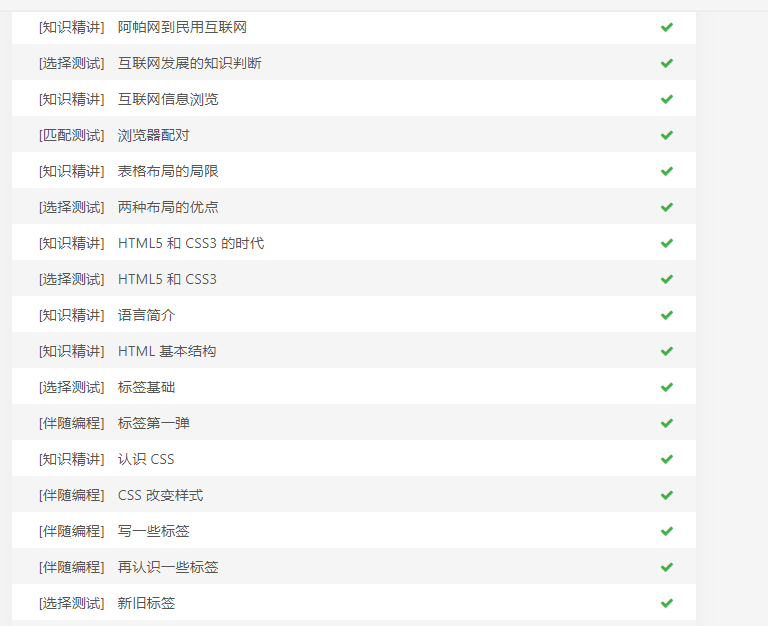 [知识精讲] 阿帕网到民用互联网
[选择测试] 互联网发展的知识判断
[知识精讲] 互联网信息浏览
[匹配测试] 浏览器配对
[知识精讲] 表格布局的局限
[选择测试] 两种布局的优点
[知识精讲] HTML5 和 CSS3 的时代
[选择测试] HTML5 和 CSS3
[知识精讲] 语言简介
[知识精讲] HTML 基本结构
[选择测试] 标签基础
[伴随编程] 标签第一弹
[知识精讲] 认识 CSS
[伴随编程] CSS 改变样式
[伴随编程] 写一些标签
[伴随编程] 再认识一些标签
[选择测试] 新旧标签